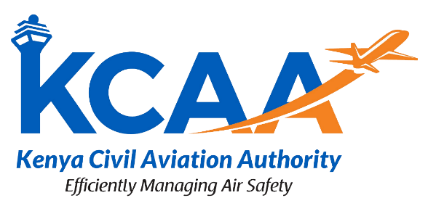 KCAA
Kenya Civil Aviation Authority
Efficiently Managing Air Safety